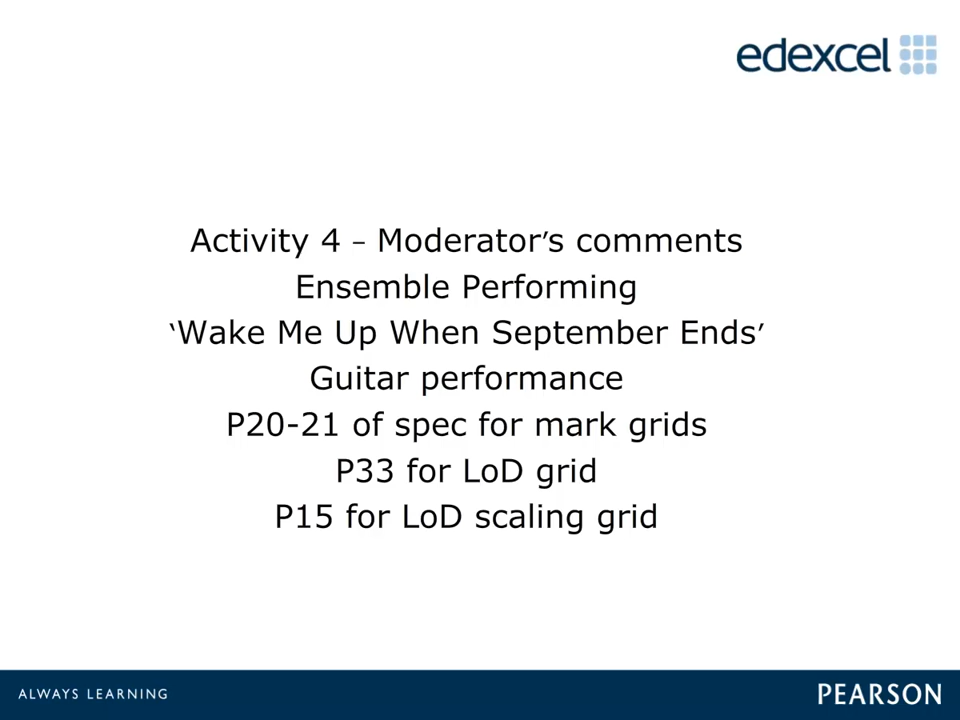 edexcel
Activity 4 – Moderator’s comments
Ensemble Performing
‘Wake Me Up When September Ends’
Guitar performance
P20-21 of spec for mark grids
P33 for LoD grid
P15 for LoD scaling grid
ALWAYS LEARNING
PEARSON